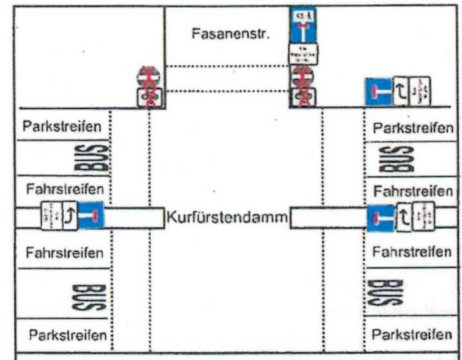 Fasanenstr.
Parkstreifen
Parkstreifen
BUS
BUS
Fahrstreifen
Fahrstreifen
Kurfürstendamm
Fahrstreifen
Fahrstreifen
BUS
BUS
Parkstreifen
Parkstreifen